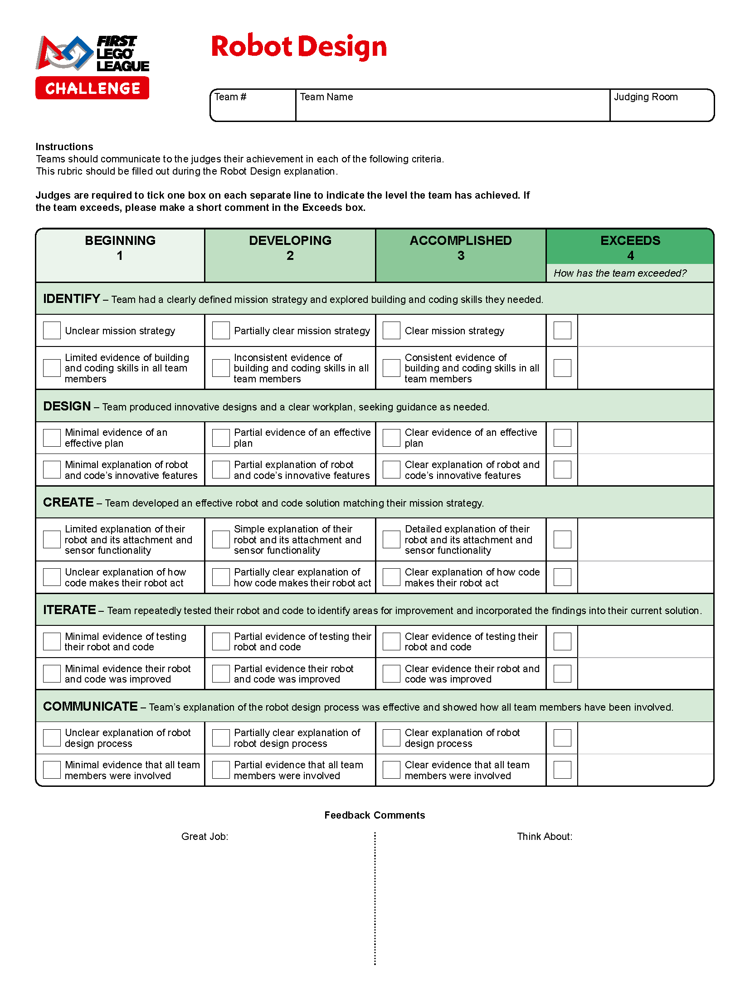 FIRST
LEGO
LEAGUE
CHALLENGE
Robot Design
Team #
Team Name
Judging Room
Instructions
Teams should communicate to the judges their achievement in each of the following criteria.
This rubric should be filled out during the Robot Design explanation.
Judges are required to tick one box on each separate line to indicate the level the team has achieved. If
the team exceeds, please make a short comment in the Exceeds box.
BEGINNING
1
DEVELOPING
2
ACCOMPLISHED
3
EXCEEDS
4
How has the team exceeded?
IDENTIFY – Team had a clearly defined mission strategy and explored building and coding skills they needed.
Unclear mission strategy
Partially clear mission strategy
Clear mission strategy
Limited evidence of building
and coding skills in all team
members
Inconsistent evidence of
building and coding skills in all
team members
Consistent evidence of
building and coding skills in all
team members
DESIGN – Team produced innovative designs and a clear workplan, seeking guidance as needed.
Minimal evidence of an
effective plan
Partial evidence of an effective
plan
Clear evidence of an effective
plan
Minimal explanation of robot
and code’s innovative features
Partial explanation of robot
and code’s innovative features
Clear explanation of robot and
code’s innovative features
CREATE – Team developed an effective robot and code solution matching their mission strategy.
Limited explanation of their
robot and its attachment and
sensor functionality
Simple explanation of their
robot and its attachment and
sensor functionality
Detailed explanation of their
robot and its attachment and
sensor functionality
Unclear explanation of how
code makes their robot act
Partially clear explanation of
how code makes their robot act
Clear explanation of how code
makes their robot act
ITERATE – Team repeatedly tested their robot and code to identify areas for improvement and incorporated the findings into their current solution.
Minimal evidence of testing
their robot and code
Partial evidence of testing their
robot and code
Clear evidence of testing their
robot and code
Minimal evidence their robot
and code was improved
Partial evidence their robot
and code was improved
Clear evidence their robot and
code was improved
COMMUNICATE – Team’s explanation of the robot design process was effective and showed how all team members have been involved.
Unclear explanation of robot
design process
Partially clear explanation of
robot design process
Clear explanation of robot
design process
Minimal evidence that all team
members were involved
Partial evidence that all team
members were involved
Clear evidence that all team
members were involved
Feedback Comments
Great Job:
Think About: